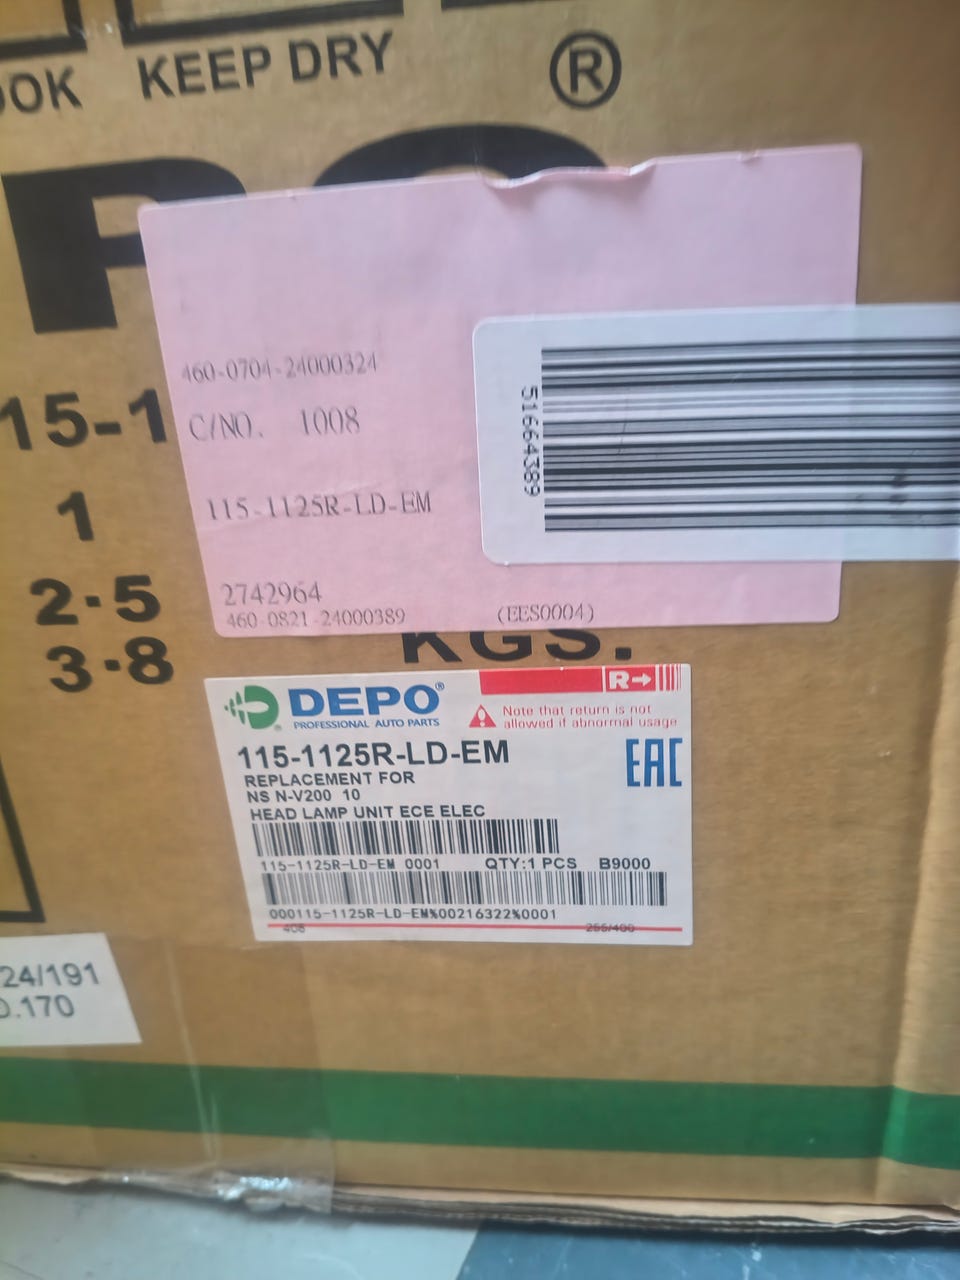 OOK KEEP DRY ®
460-0704-24000324
C/NO. 1008
115-1125R-LD-EM
2742964
460-0821-24000389 (EES0004)
51664389
15-1
1
2.5
3.8
KGS.
DEPO®
PROFESSIONAL AUTO PARTS
R→
Note that return is not
allowed if abnormal usage
115-1125R-LD-EM
REPLACEMENT FOR
NS N-V200 10
HEAD LAMP UNIT ECE ELEC
EAC
115-1125R-LD-EM 0001 QTY:1 PCS B9000
000115-1125R-LD-EM%00216322%0001
408 255/400
24/191
0.170